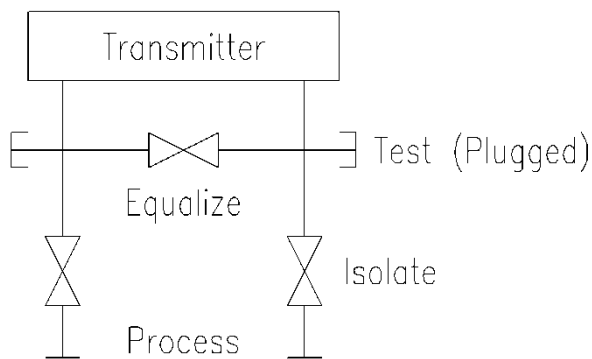 Transmitter
Test (Plugged)
Equalize
Isolate
Process